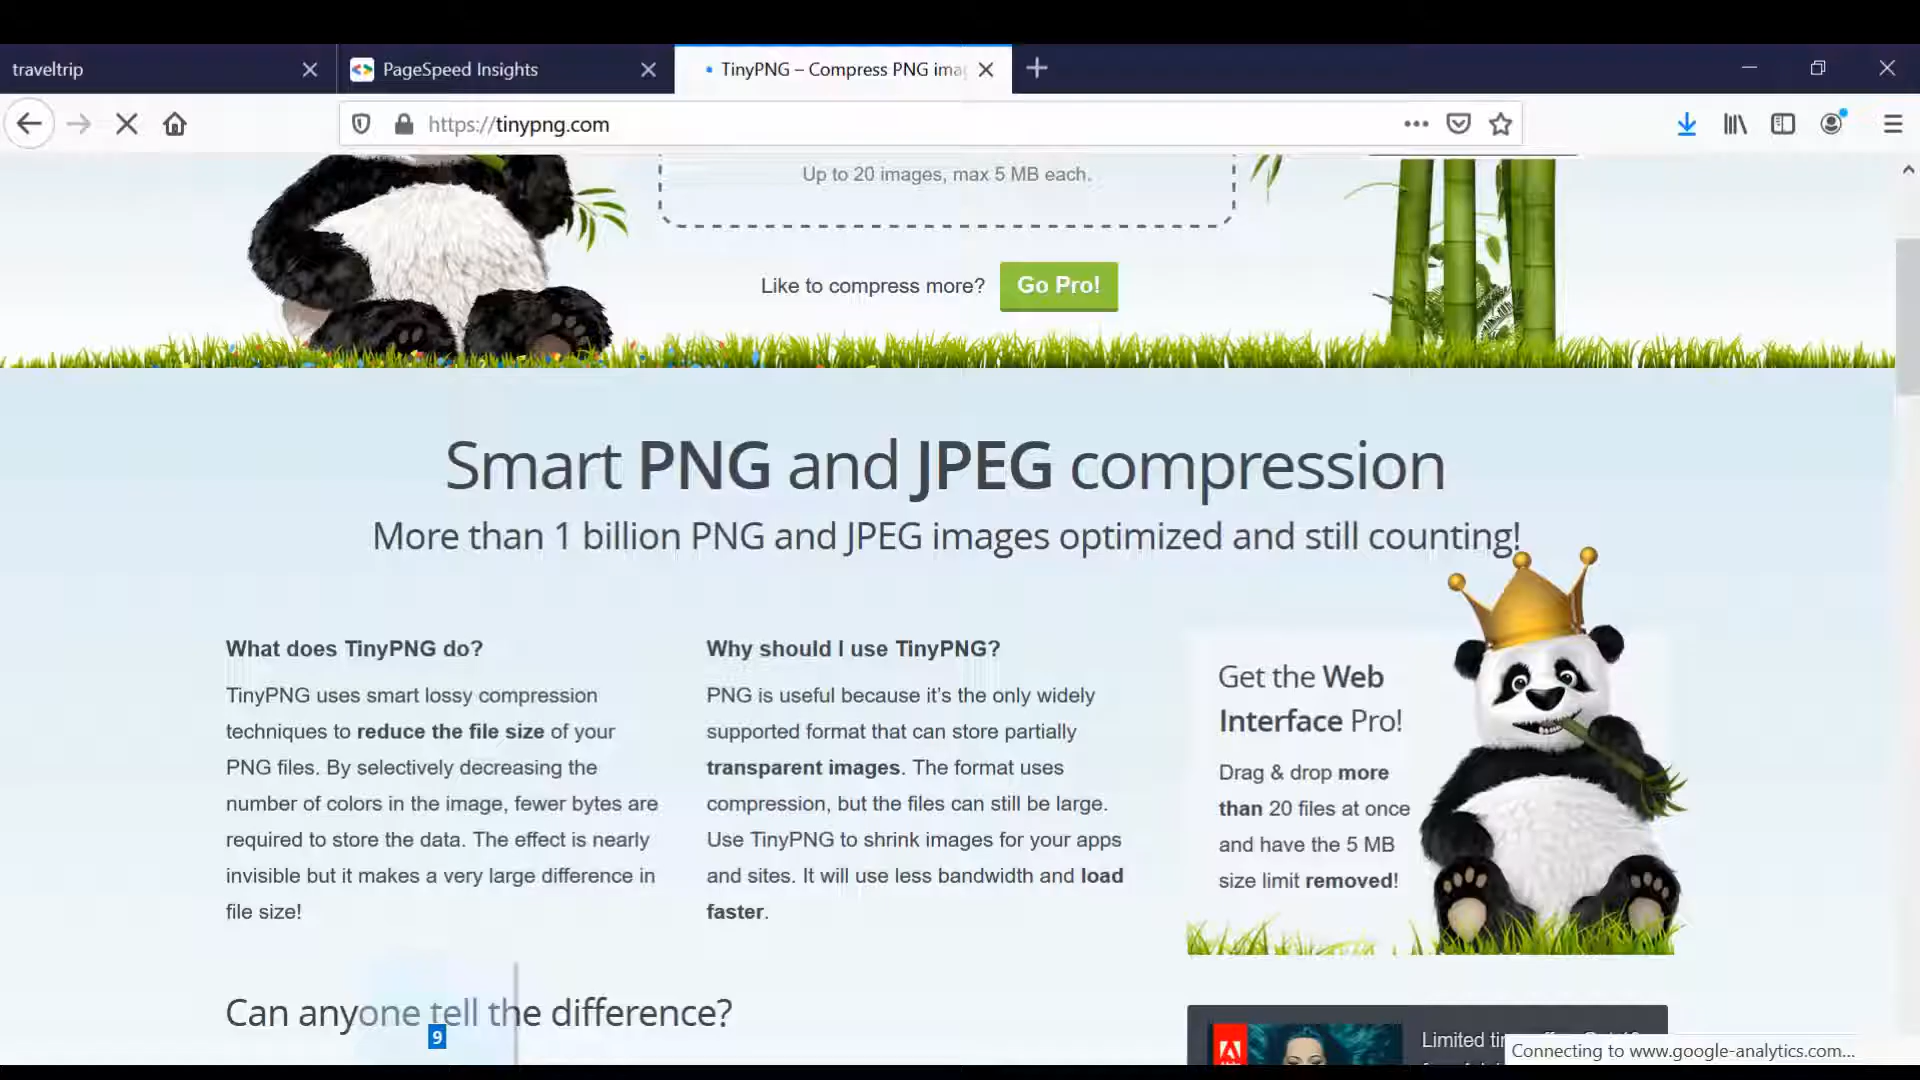 traveltrip
PageSpeed Insights
TinyPNG – Compress PNG ima
https://tinypng.com
Up to 20 images, max 5 MB each.
Like to compress more? Go Pro!
Smart PNG and JPEG compression
More than 1 billion PNG and JPEG images optimized and still counting!
What does TinyPNG do?
TinyPNG uses smart lossy compression
techniques to reduce the file size of your
PNG files. By selectively decreasing the
number of colors in the image, fewer bytes are
required to store the data. The effect is nearly
invisible but it makes a very large difference in
file size!
Why should I use TinyPNG?
PNG is useful because it’s the only widely
supported format that can store partially
transparent images. The format uses
compression, but the files can still be large.
Use TinyPNG to shrink images for your apps
and sites. It will use less bandwidth and load
faster.
Get the Web
Interface Pro!
Drag & drop more
than 20 files at once
and have the 5 MB
size limit removed!
Can anyone tell the difference?
9
Limited
Connecting to www.google-analytics.com...